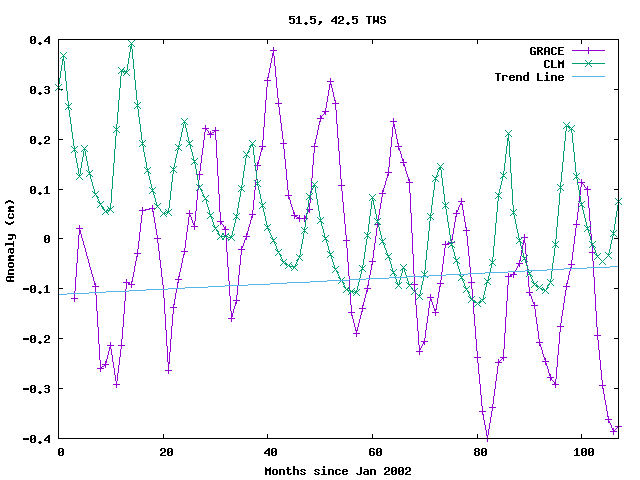 51.5, 42.5 TWS
GRACE
CLM
Trend Line
0.4
0.3
0.2
0.1
0
-0.1
-0.2
-0.3
-0.4
Anomaly (cm)
0 20 40 60 80 100
Months since Jan 2002